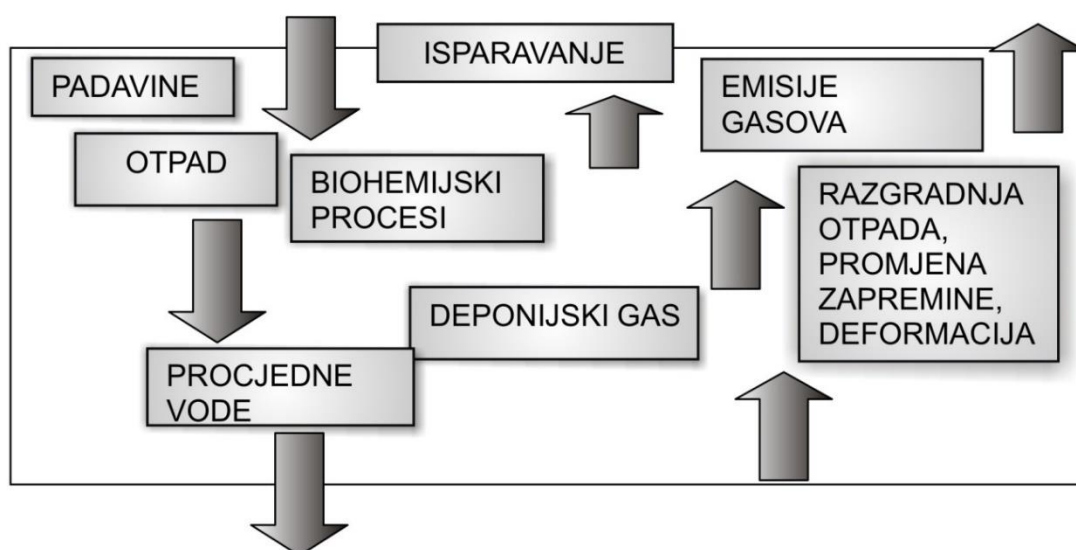 ISPARAVANJE
PADAVINE
EMISIJE
GASOVA
OTPAD
BIOHEMIJSKI
PROCESI
RAZGRADNJA
OTPADA,
PROMJENA
ZAPREMINE,
DEFORMACIJA
DEPONIJSKI GAS
PROCJEDNE
VODE